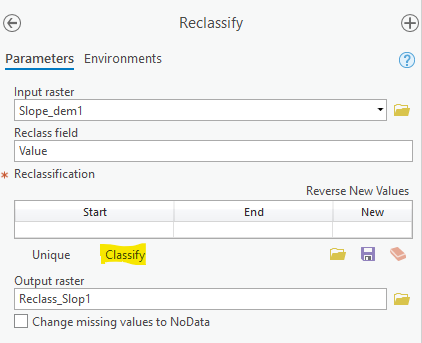 Reclassify
Parameters Environments
?
Input raster
Slope_dem1
Reclass field
Value
* Reclassification
Reverse New Values
Start End New
Unique Classify
Output raster
Reclass_Slop1
Change missing values to NoData